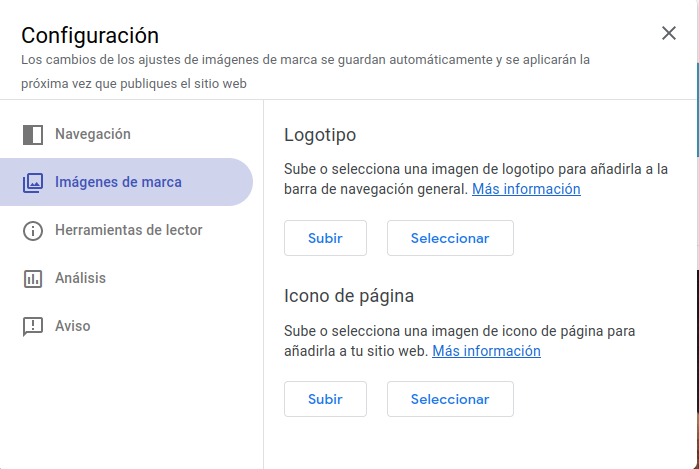 Configuración
Los cambios de los ajustes de imágenes de marca se guardan automáticamente y se aplicarán la
próxima vez que publiques el sitio web
Navegación
Imágenes de marca
Herramientas de lector
Análisis
Aviso
Logotipo
Sube o selecciona una imagen de logotipo para añadirla a la
barra de navegación general. Más información
Subir
Seleccionar
Icono de página
Sube o selecciona una imagen de icono de página para
añadirla a tu sitio web. Más información
Subir
Seleccionar